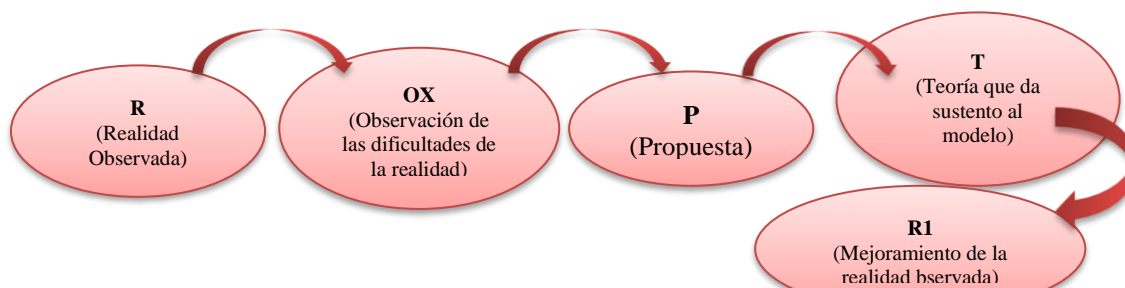 R
(Realidad
Observada)
OX
(Observación de
las dificultades de
la realidad)
P
(Propuesta)
T
(Teoría que da
sustento al
modelo)
R1
(Mejoramiento de la
realidad bservada)